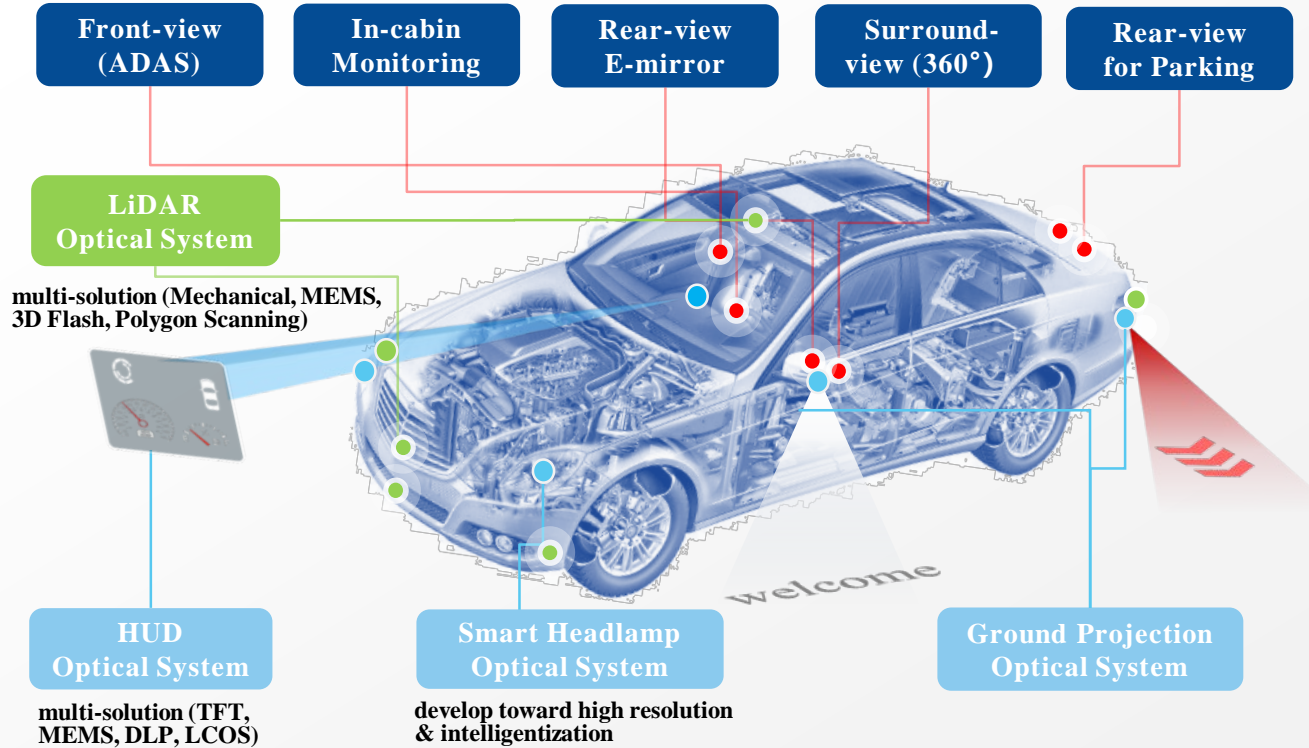 Front-view
(ADAS)
In-cabin
Monitoring
Rear-view
E-mirror
Surround-
view (360°)
Rear-view
for Parking
LiDAR
Optical System
multi-solution (Mechanical, MEMS,
3D Flash, Polygon Scanning)
welcome
HUD
Optical System
multi-solution (TFT,
MEMS, DLP, LCOS)
Smart Headlamp
Optical System
develop toward high resolution
& intelligentization
Ground Projection
Optical System